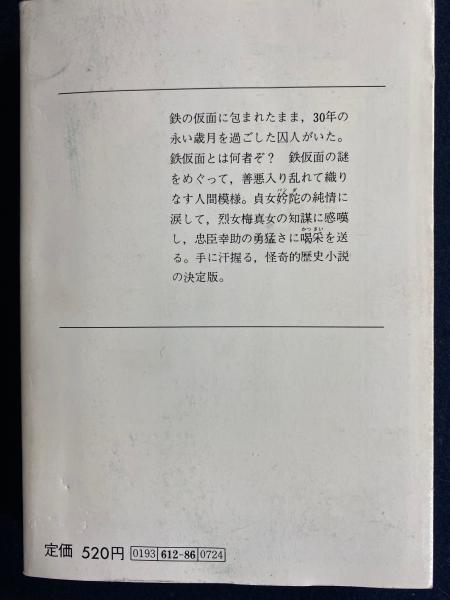 鉄の仮面に包まれたまま，30年の
永い歳月を過ごした囚人がいた。
鉄仮面とは何者ぞ？　鉄仮面の謎
をめぐって，善悪入り乱れて織り
なす人間模様。貞女妗陀の純情に
涙して，烈女梅真女の知謀に感嘆
し，忠臣幸助の勇猛さに喝采を送
る。手に汗握る，怪奇的歴史小説
の決定版。
定価 520円 0193 612-86 0724